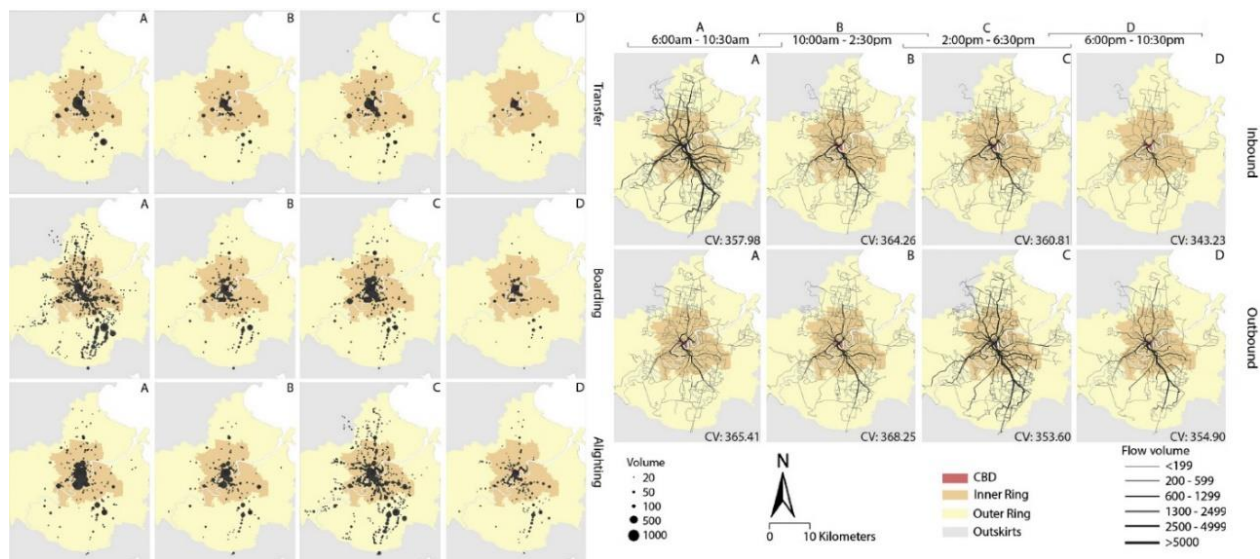 A B C D
Transfer
A B C D
Boarding
A B C D
Alighting
A B C D
6:00am - 10:30am 10:00am - 2:30pm 2:00pm - 6:30pm 6:00pm - 10:30pm
A B C D
Inbound
CV: 357.98 CV: 364.26 CV: 360.81 CV: 343.23
A B C D
Outbound
CV: 365.41 CV: 368.25 CV: 353.60 CV: 354.90
Volume
20
50
100
500
1000
N
0 10 Kilometers
CBD
Inner Ring
Outer Ring
Outskirts
Flow volume
<199
200 - 599
600 - 1299
1300 - 2499
2500 - 4999
>5000